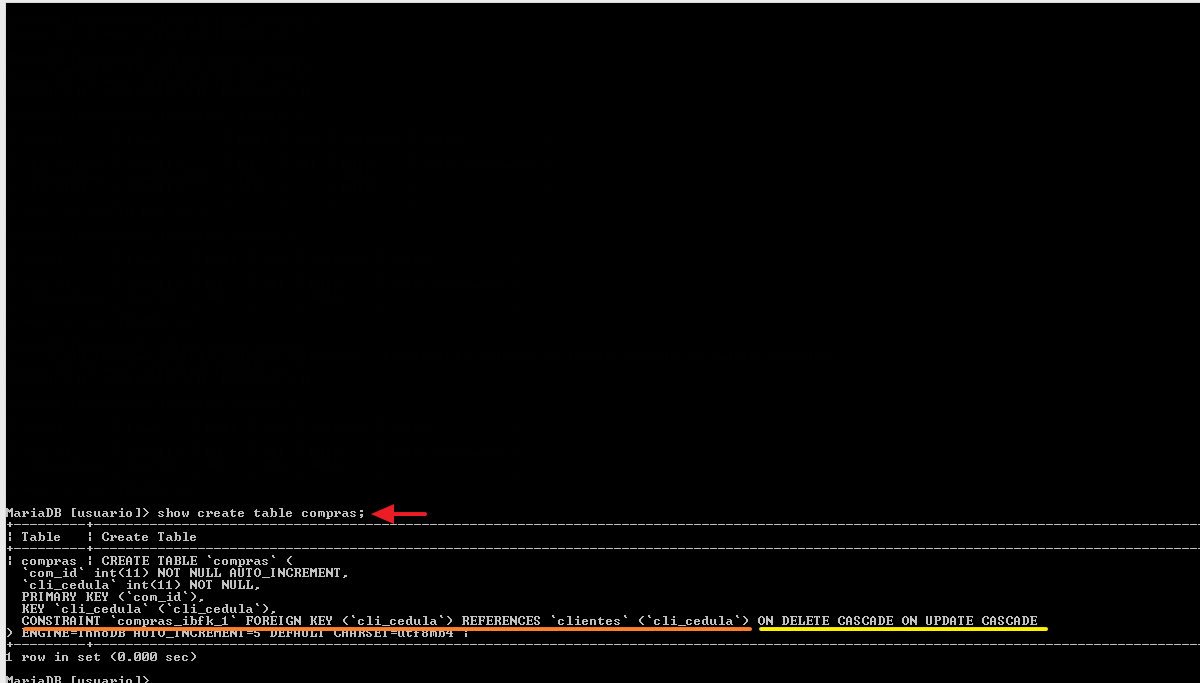 MariaDB [usuario]> show create table compras;
| Table | Create Table
| compras | CREATE TABLE `compras` (
`com_id` int(11) NOT NULL AUTO_INCREMENT,
`cli_cedula` int(11) NOT NULL,
PRIMARY KEY (`com_id`),
KEY `cli_cedula` (`cli_cedula`),
CONSTRAINT `compras_ibfk_1` FOREIGN KEY (`cli_cedula`) REFERENCES `clientes` (`cli_cedula`) ON DELETE CASCADE ON UPDATE CASCADE
) ENGINE=InnoDB AUTO_INCREMENT=5 DEFAULT CHARSET=utf8mb4 |
1 row in set (0.000 sec)
MariaDB [usuario]>